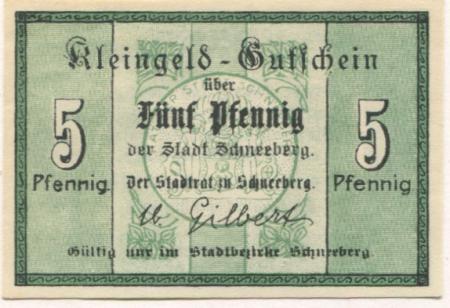 Kleingeld-Gutschein
über
Fünf Pfennig
der Stadt Schneeberg.
5 Pfennig
5 Pfennig
Der Stadtrat zu Schneeberg.
Gilbert
Gültig nur im Stadtbezirke Schneeberg